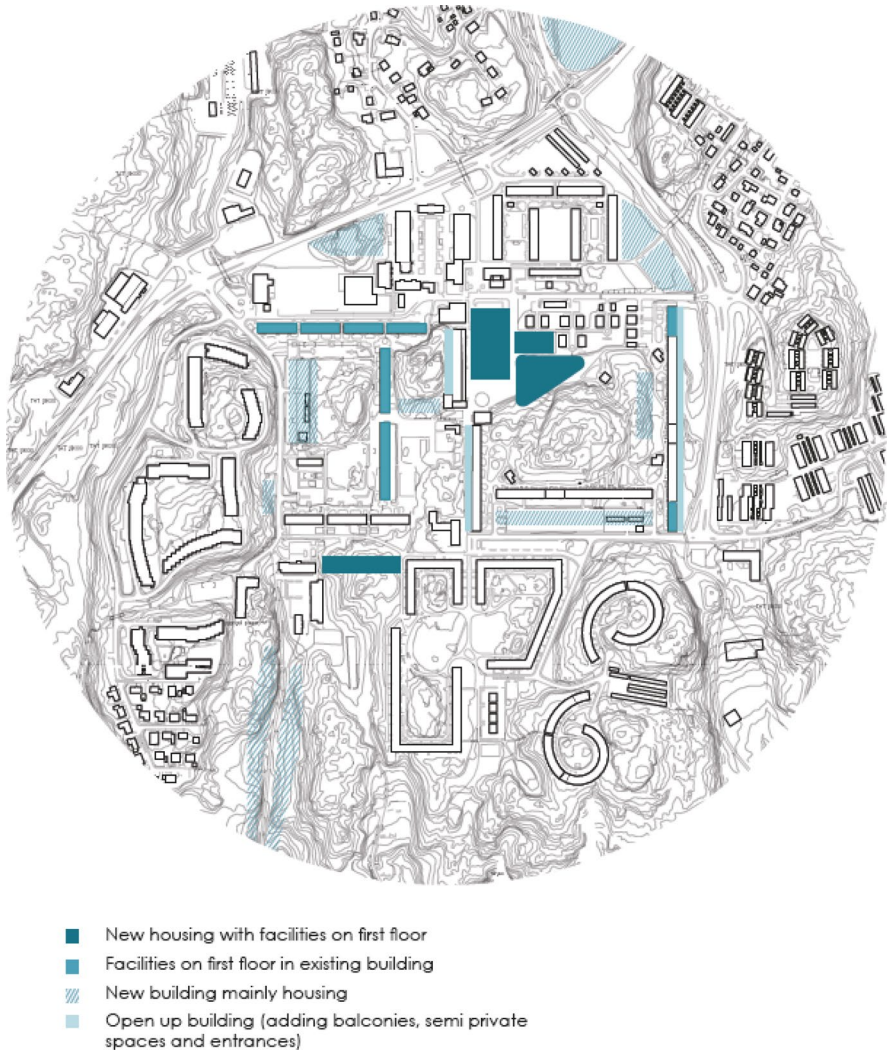 New housing with facilities on first floor
Facilities on first floor in existing building
New building mainly housing
Open up building (adding balconies, semi private
spaces and entrances)